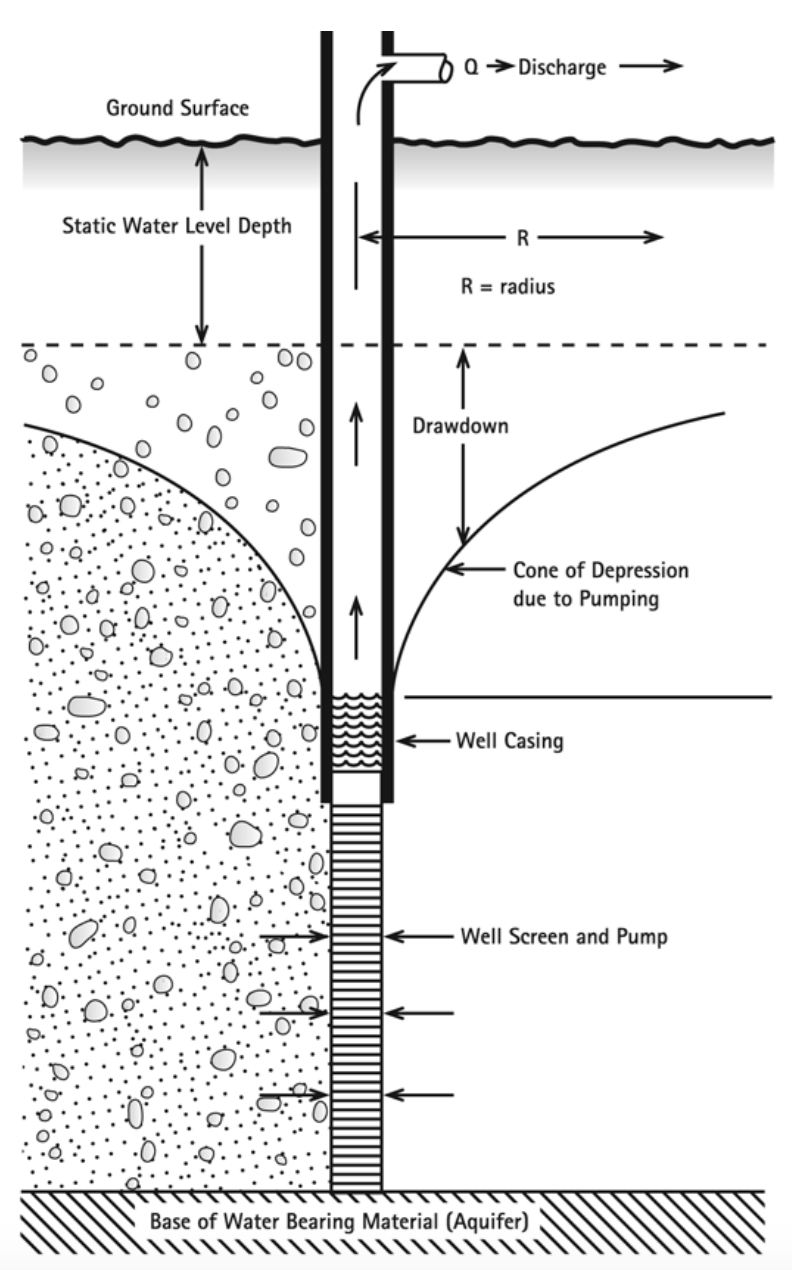 Q → Discharge →
Ground Surface
Static Water Level Depth
R
R = radius
Drawdown
Cone of Depression
due to Pumping
Well Casing
Well Screen and Pump
Base of Water Bearing Material (Aquifer)